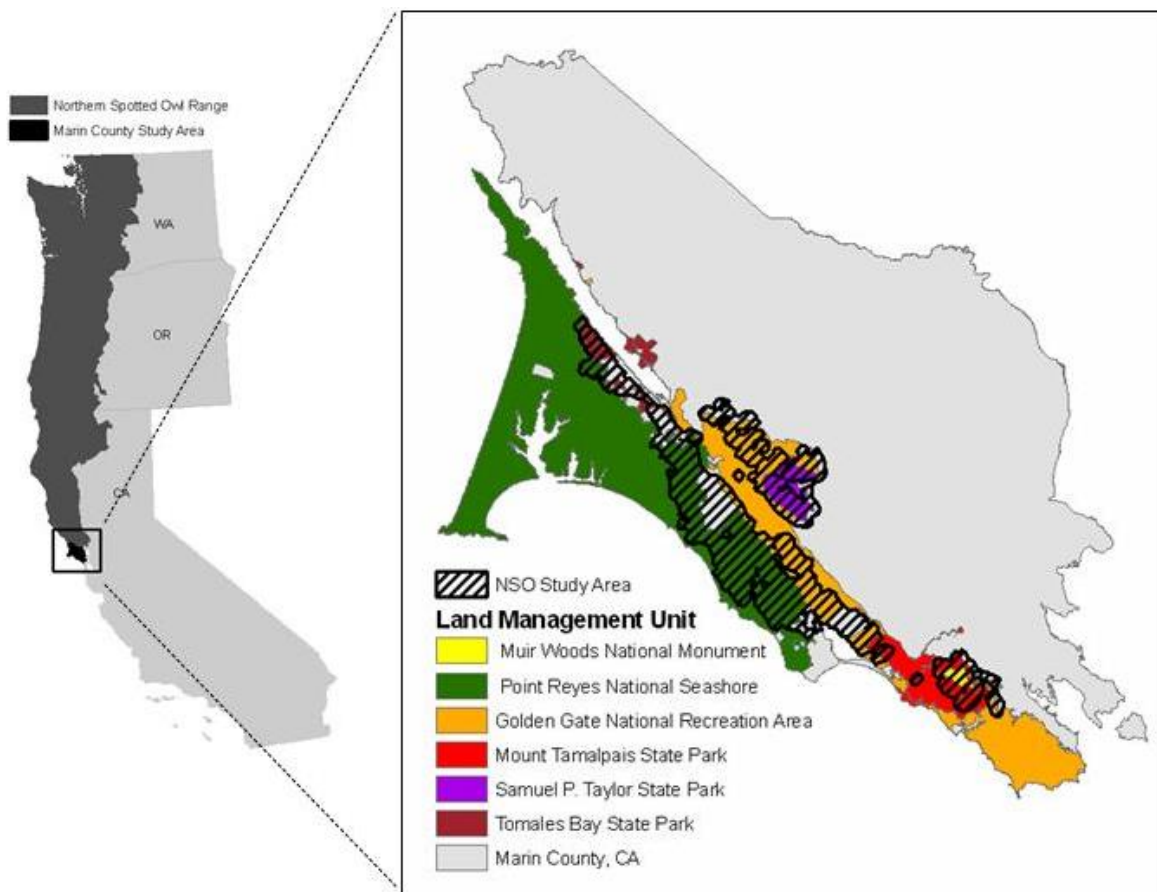 Northern Spotted Owl Range
Marin County Study Area
WA
OR
CA
NSO Study Area
Land Management Unit
Muir Woods National Monument
Point Reyes National Seashore
Golden Gate National Recreation Area
Mount Tamalpais State Park
Samuel P. Taylor State Park
Tomales Bay State Park
Marin County, CA